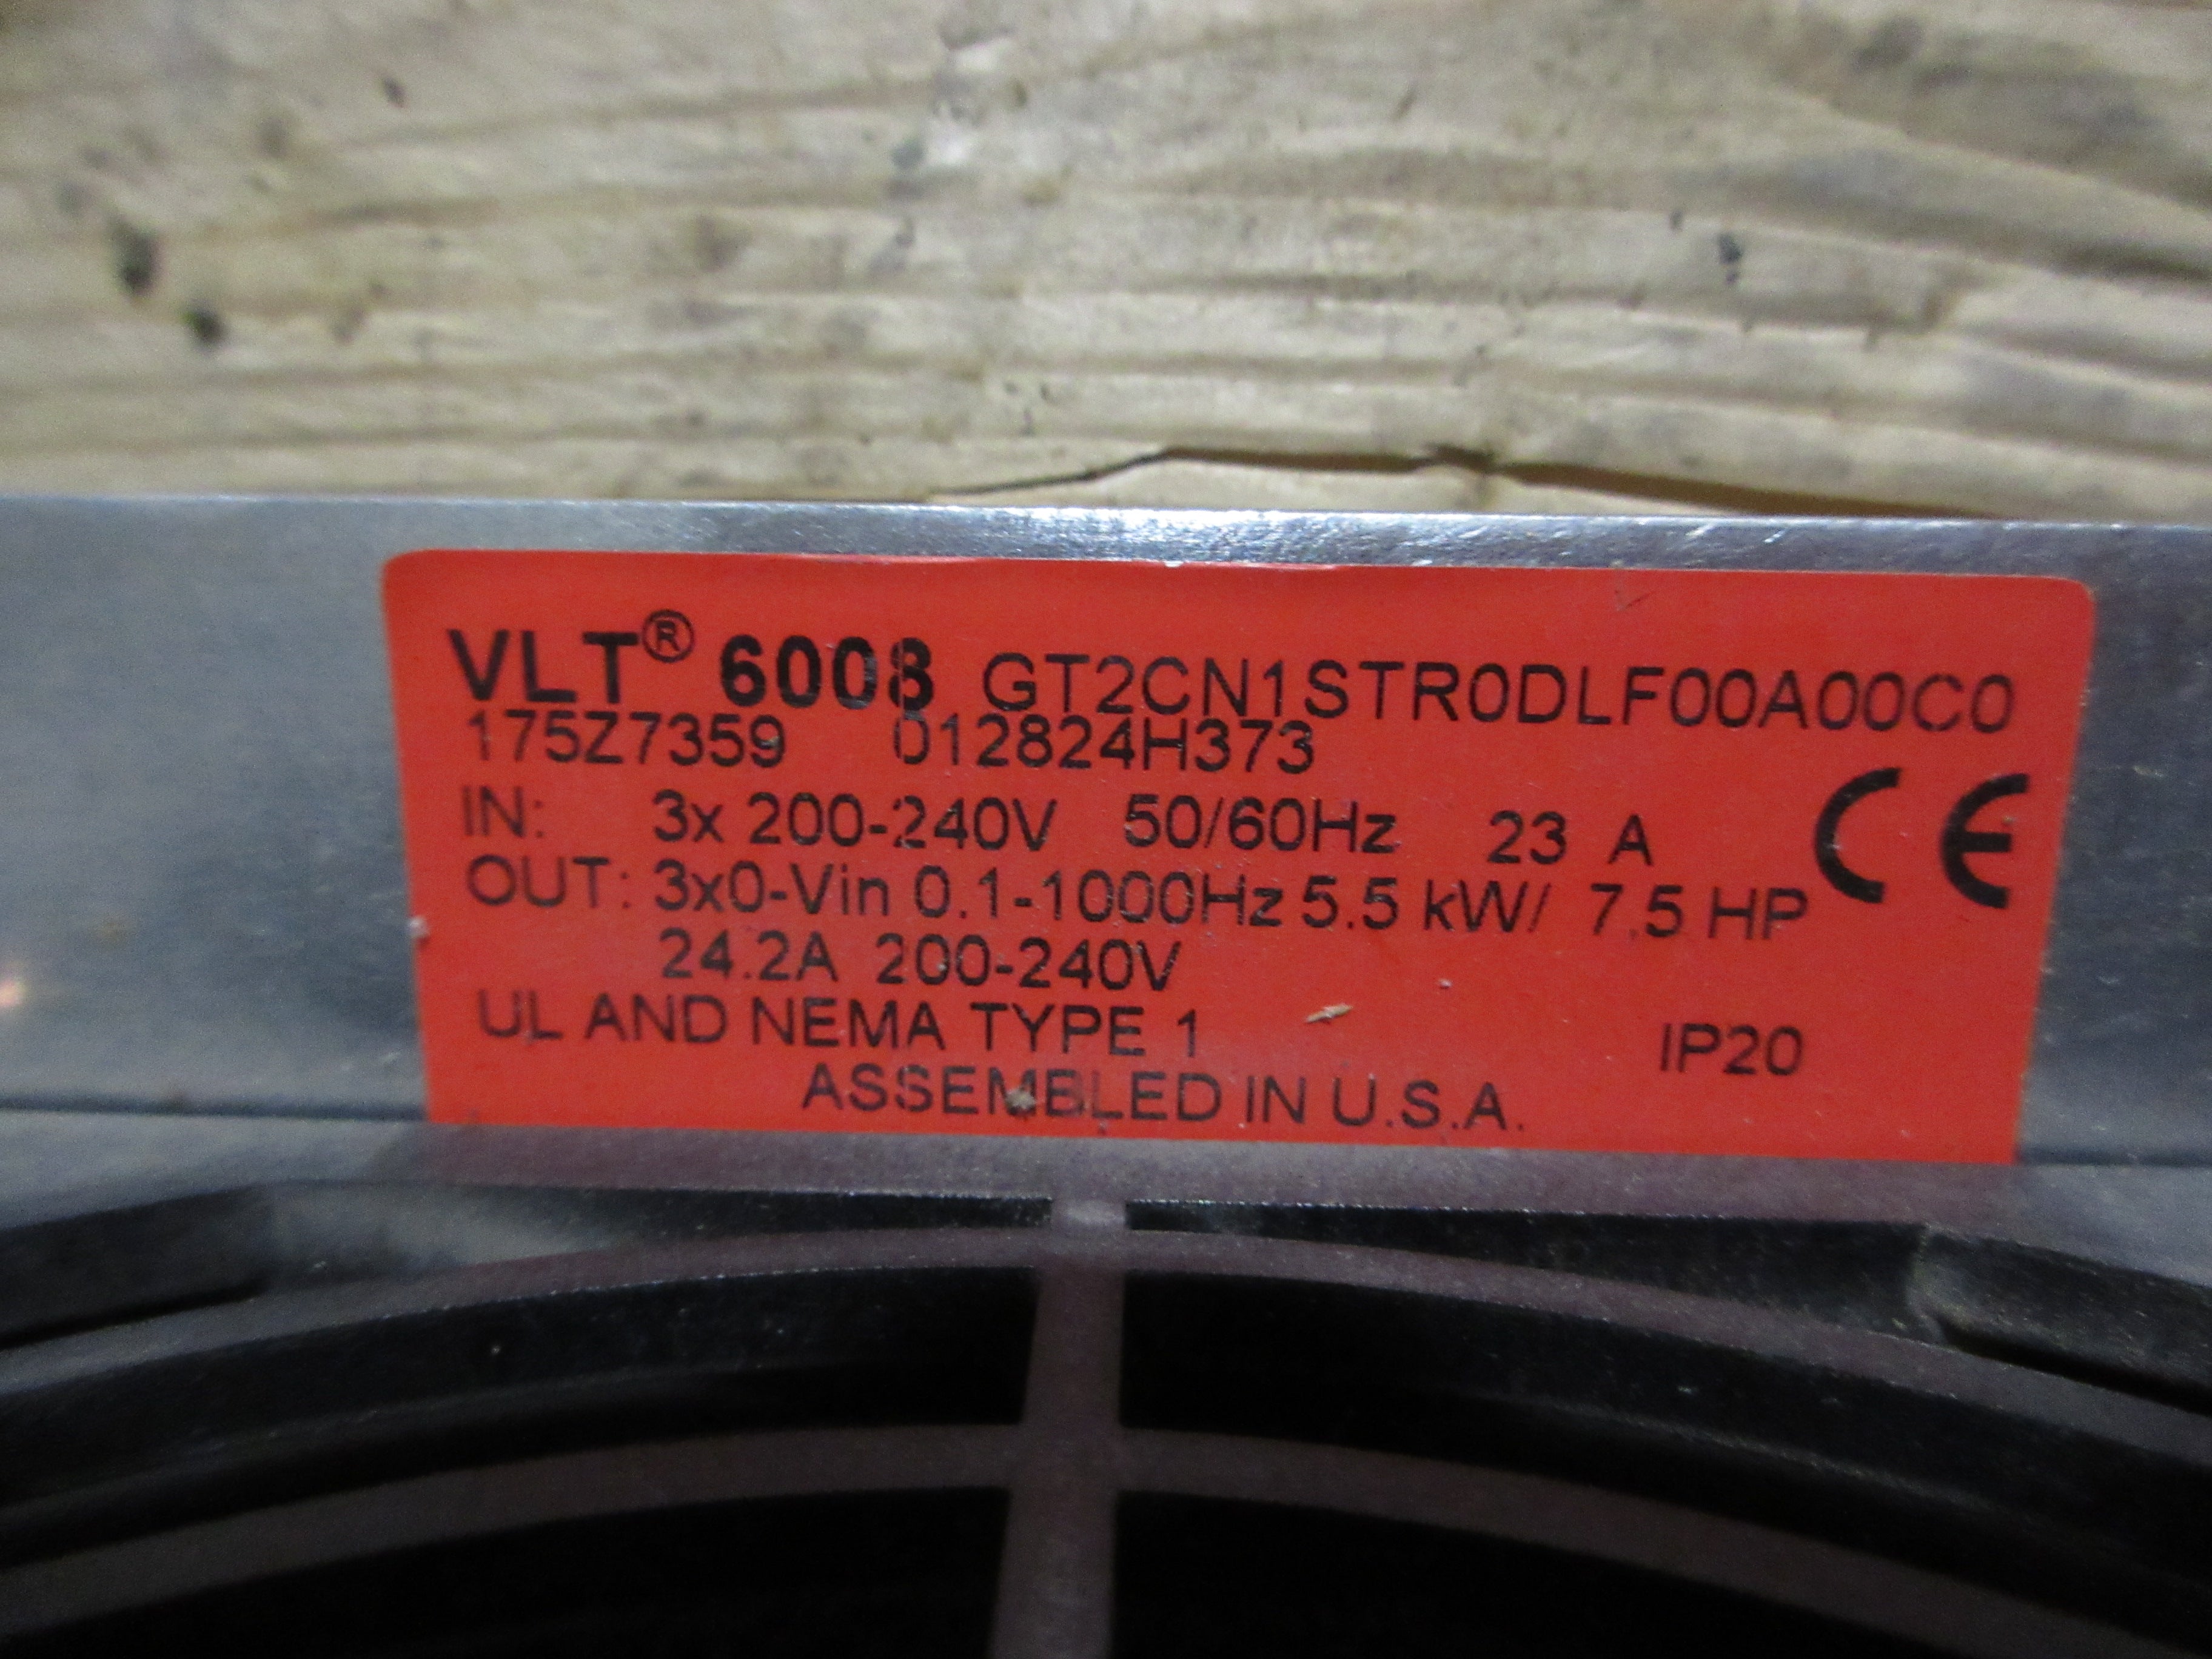 VLT® 6008 GT2CN1STR0DLF00A00C0
175Z7359 012824H373
IN: 3x 200-240V 50/60Hz 23 A CE
OUT: 3x0-Vin 0.1-1000Hz 5.5 kW/ 7.5 HP
24.2A 200-240V
UL AND NEMA TYPE 1 IP20
ASSEMBLED IN U.S.A.